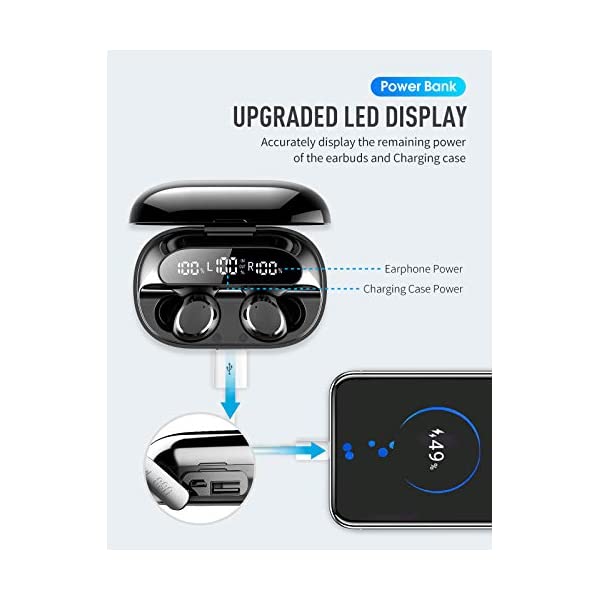 Power Bank
UPGRADED LED DISPLAY
Accurately display the remaining power
of the earbuds and Charging case
100% L 100 R 100%
Earphone Power
Charging Case Power
49%